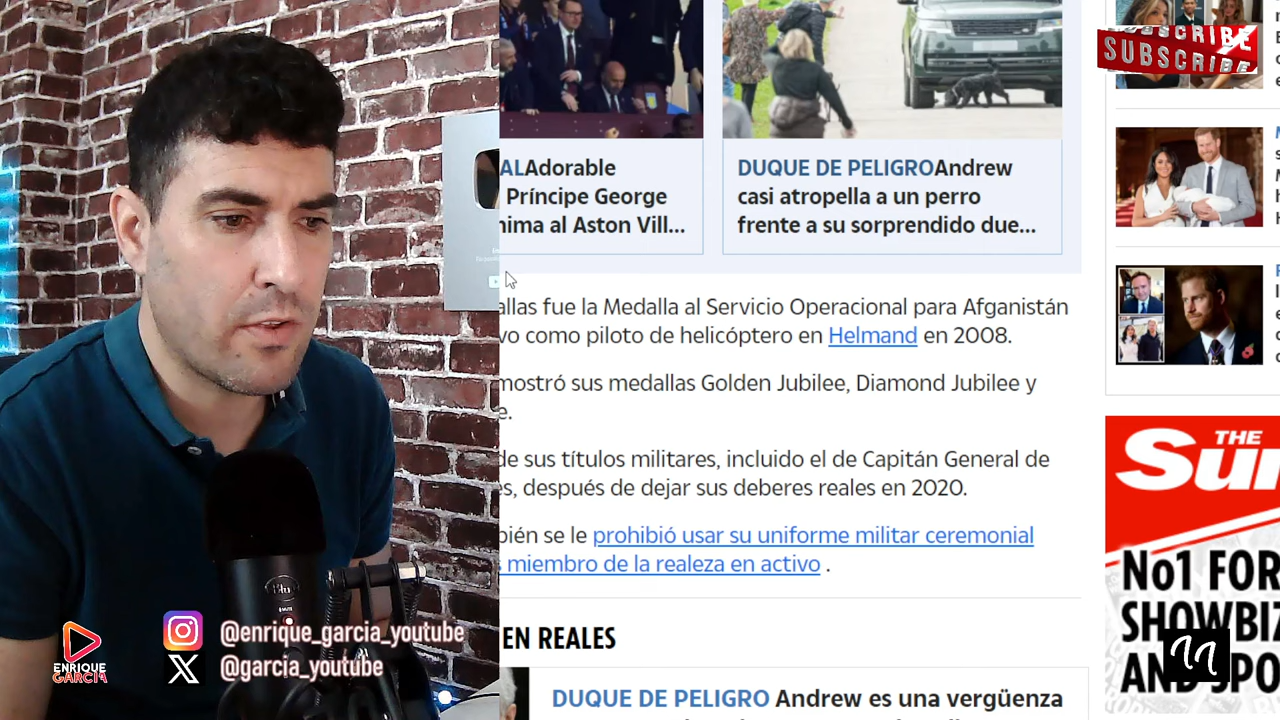 ALAdorable
Príncipe George
nima al Aston Vill...
DUQUE DE PELIGROAndrew
casi atropella a un perro
frente a su sorprendido due...
allas fue la Medalla al Servicio Operacional para Afganistán
vo como piloto de helicóptero en Helmand en 2008.
mostró sus medallas Golden Jubilee, Diamond Jubilee y
e.
de sus títulos militares, incluido el de Capitán General de
es, después de dejar sus deberes reales en 2020.
bién se le prohibió usar su uniforme militar ceremonial
s miembro de la realeza en activo .
EN REALES
DUQUE DE PELIGRO Andrew es una vergüenza
SUBSCRIBE
SUBSCRIBE
THE
Sun
No1 FOR
SHOWBIZ
AND SPO
Blue
@enrique_garcia_youtube
@garcia_youtube
ENRIQUE
GARCIA